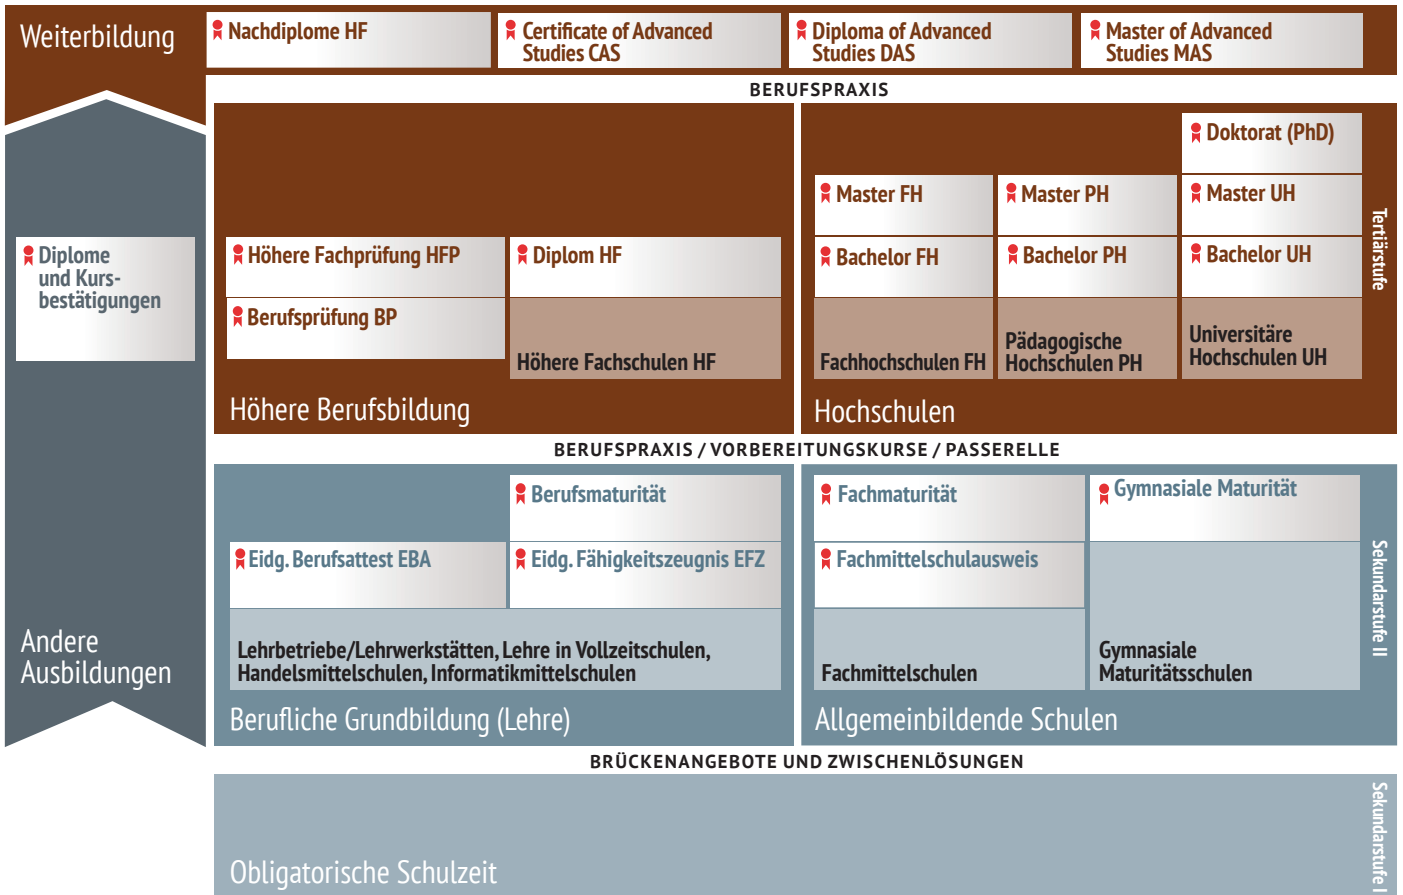 Weiterbildung
Nachdiplome HF
Certificate of Advanced
Studies CAS
Diploma of Advanced
Studies DAS
Master of Advanced
Studies MAS
BERUFSPRAXIS
Doktorat (PhD)
Master FH
Master PH
Master UH
Tertiärstufe
Diplome
und Kurs-
bestätigungen
Höhere Fachprüfung HFP
Diplom HF
Bachelor FH
Bachelor PH
Bachelor UH
Berufsprüfung BP
Höhere Fachschulen HF
Fachhochschulen FH
Pädagogische
Hochschulen PH
Universitäre
Hochschulen UH
Höhere Berufsbildung
Hochschulen
BERUFSPRAXIS / VORBEREITUNGSKURSE / PASSERELLE
Berufsmaturität
Fachmaturität
Gymnasiale Maturität
Eidg. Berufsattest EBA
Eidg. Fähigkeitszeugnis EFZ
Fachmittelschulausweis
Sekundarstufe II
Andere
Ausbildungen
Lehrbetriebe/Lehrwerkstätten, Lehre in Vollzeitschulen,
Handelsmittelschulen, Informatikmittelschulen
Fachmittelschulen
Gymnasiale
Maturitätsschulen
Berufliche Grundbildung (Lehre)
Allgemeinbildende Schulen
BRÜCKENANGEBOTE UND ZWISCHENLÖSUNGEN
Sekundarstufe I
Obligatorische Schulzeit